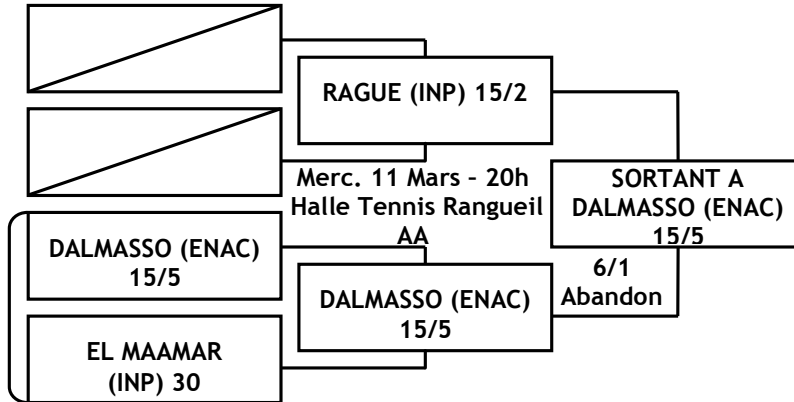 RAGUE (INP) 15/2
Merc. 11 Mars - 20h
Halle Tennis Rangueil
AA
SORTANT A
DALMASSO (ENAC)
15/5
DALMASSO (ENAC)
15/5
6/1
Abandon
DALMASSO (ENAC)
15/5
EL MAAMAR
(INP) 30